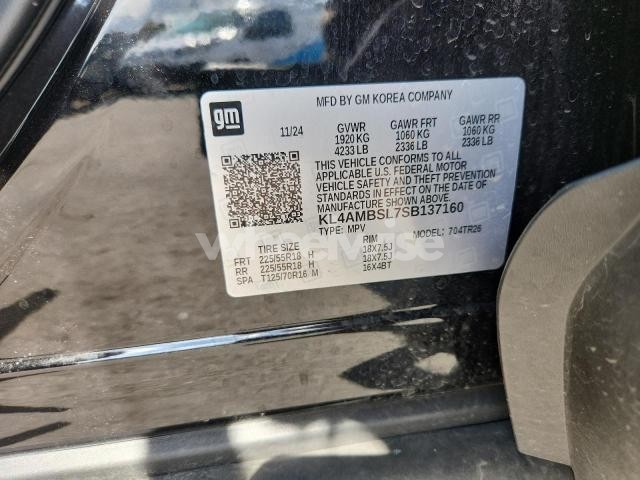 MFD BY GM KOREA COMPANY
gm
11/24
GVWR GAWR FRT GAWR RR
1920 KG 1060 KG 1060 KG
4233 LB 2336 LB 2336 LB
THIS VEHICLE CONFORMS TO ALL
APPLICABLE U.S. FEDERAL MOTOR
VEHICLE SAFETY AND THEFT PREVENTION
STANDARDS IN EFFECT ON THE DATE OF
MANUFACTURE SHOWN ABOVE.
KL4AMBSL7SB137160
TYPE: MPV MODEL: 704TR26
TIRE SIZE RIM
FRT 225/55R18 H 18X7.5J
RR 225/55R18 H 18X7.5J
SPA T125/70R16 M 16X4BT